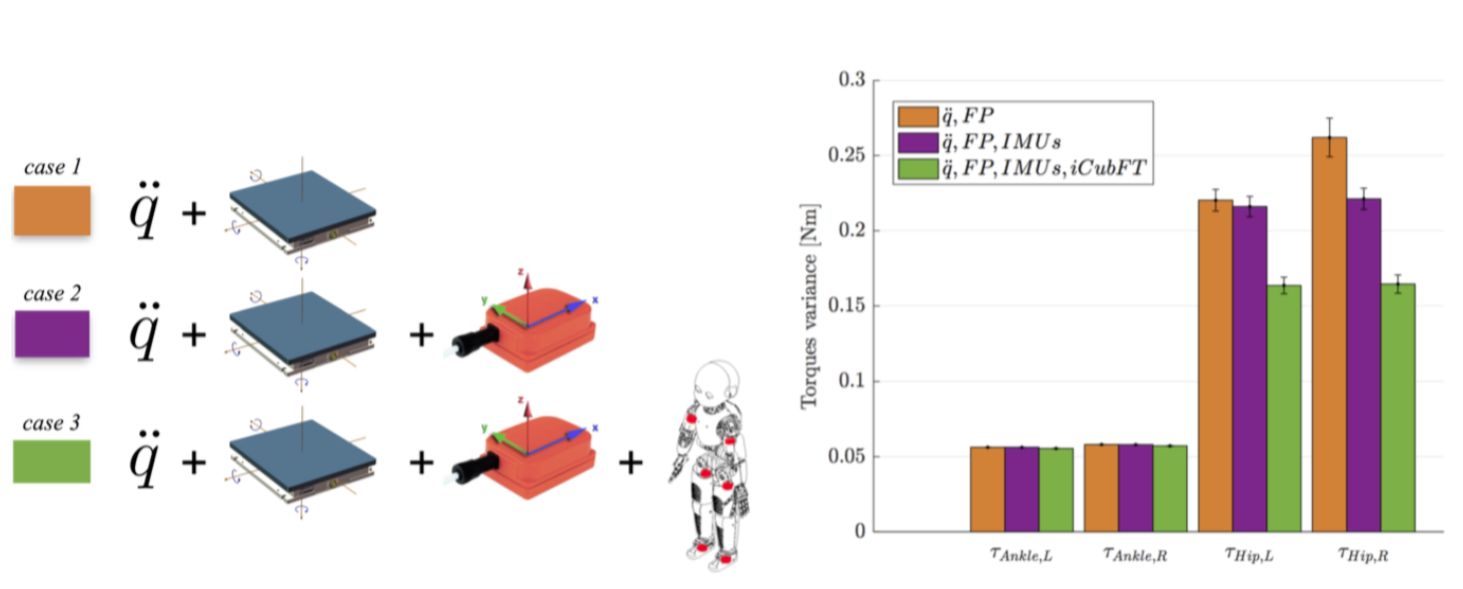 case 1
q̈ +
case 2
q̈ + +
z
y
x
case 3
q̈ + + +
z
y
x
0.3
0.25
0.2
0.15
0.1
0.05
0
Torques variance [Nm]
q̈, FP
q̈, FP, IMUs
q̈, FP, IMUs, iCubFT
τAnkle,L
τAnkle,R
τHip,L
τHip,R